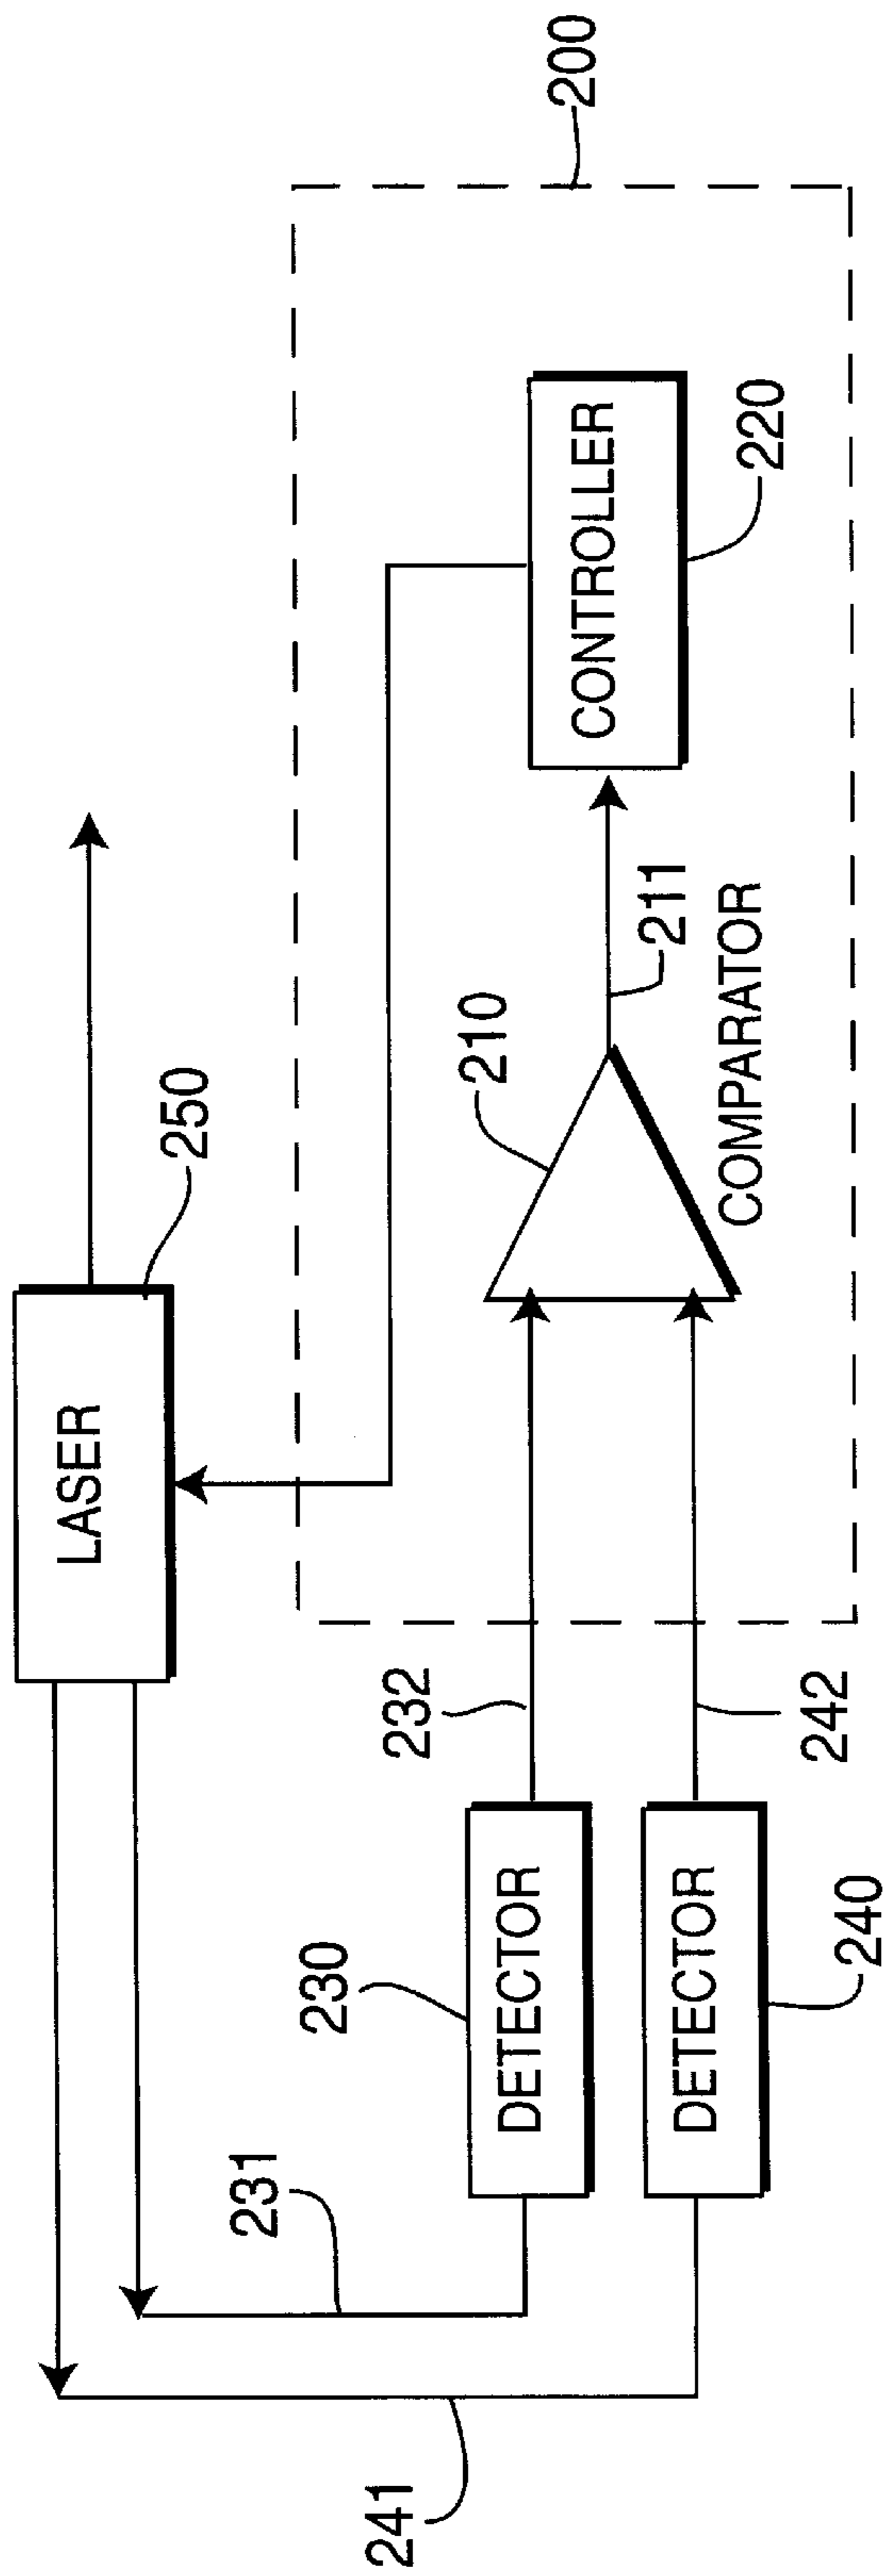 LASER
250
200
232
210
230
231
DETECTOR
211
CONTROLLER
DETECTOR
COMPARATOR
220
241
240
242